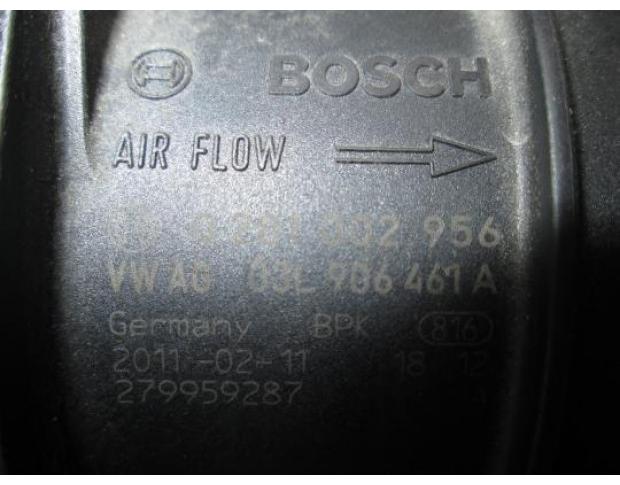 BOSCH
AIR FLOW
0 281 002 956
VW AG 03L 906 461 A
Germany BPK 816
2011-02-11 18 12
279959287